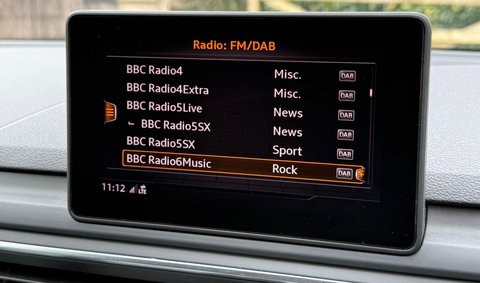 Radio: FM/DAB
BBC Radio4 Misc. DAB
BBC Radio4Extra Misc. DAB
BBC Radio5Live News DAB
BBC Radio5SX News DAB
BBC Radio5SX Sport DAB
BBC Radio6Music Rock DAB
11:12 LTE